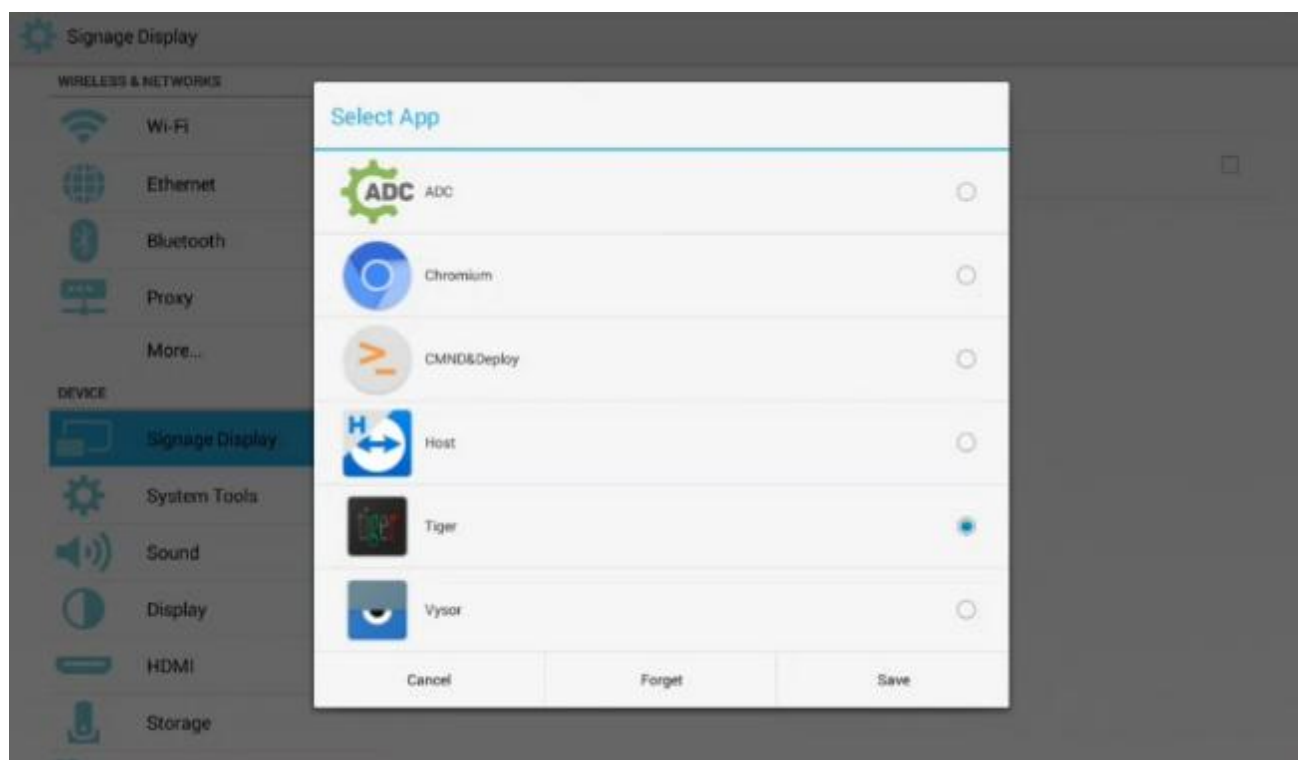 Signage Display
WIRELESS & NETWORKS
Wi-Fi
Ethernet
Bluetooth
Proxy
More...
DEVICE
Signage Display
System Tools
Sound
Display
HDMI
Storage
Select App
ADC ADC
Chromium
CMND&Deploy
H
Host
tiger
Tiger
Vysor
Cancel Forget Save